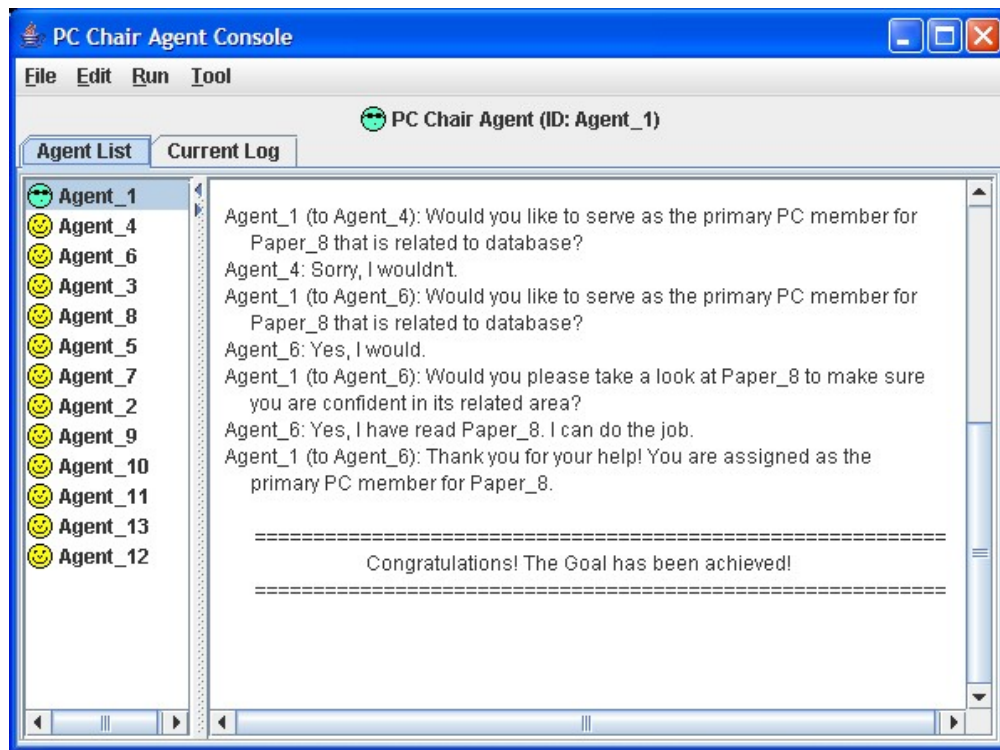 PC Chair Agent Console
File Edit Run Tool
PC Chair Agent (ID: Agent_1)
Agent List Current Log
Agent_1
Agent_4
Agent_6
Agent_3
Agent_8
Agent_5
Agent_7
Agent_2
Agent_9
Agent_10
Agent_11
Agent_13
Agent_12
Agent_1 (to Agent_4): Would you like to serve as the primary PC member for
Paper_8 that is related to database?
Agent_4: Sorry, I wouldn't.
Agent_1 (to Agent_6): Would you like to serve as the primary PC member for
Paper_8 that is related to database?
Agent_6: Yes, I would.
Agent_1 (to Agent_6): Would you please take a look at Paper_8 to make sure
you are confident in its related area?
Agent_6: Yes, I have read Paper_8. I can do the job.
Agent_1 (to Agent_6): Thank you for your help! You are assigned as the
primary PC member for Paper_8.
===========================================================
Congratulations! The Goal has been achieved!
===========================================================